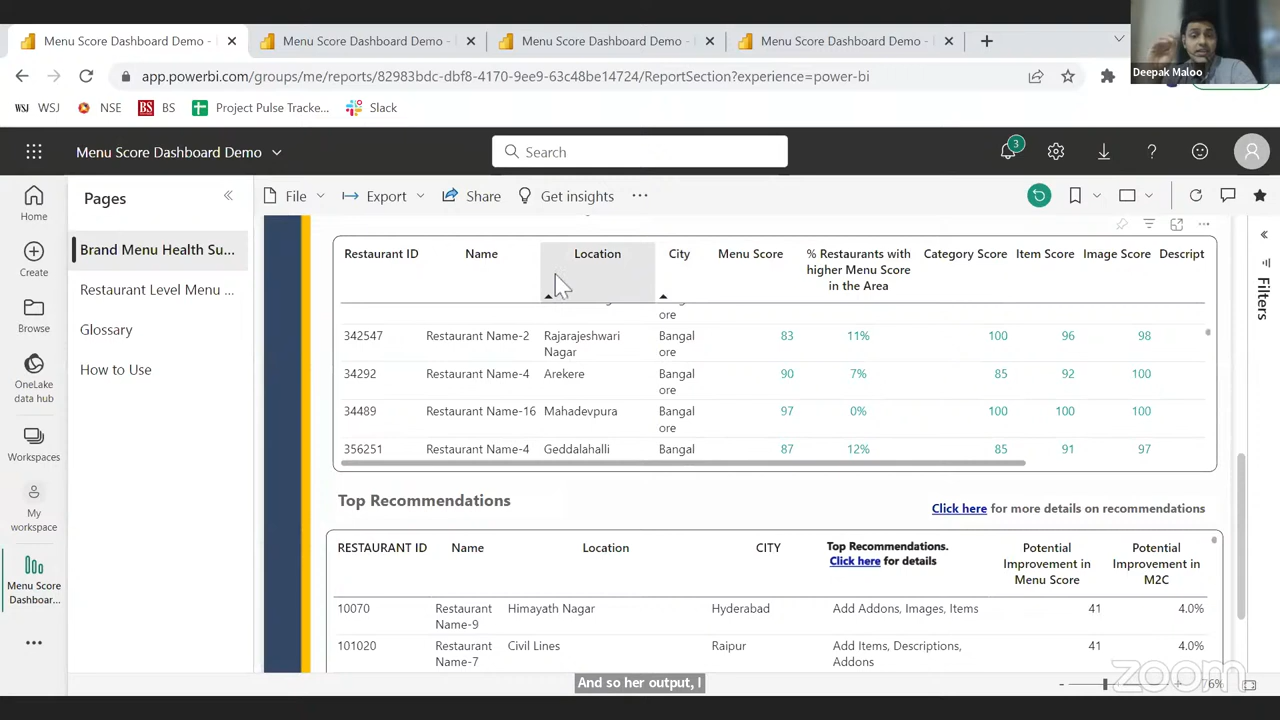 Menu Score Dashboard Demo -
Menu Score Dashboard Demo -
Menu Score Dashboard Demo -
Menu Score Dashboard Demo -
Deepak Maloo
app.powerbi.com/groups/me/reports/82983bdc-dbf8-4170-9ee9-63c48be14724/ReportSection?experience=power-bi
WSJ WSJ NSE BS BS Project Pulse Tracke... Slack
Menu Score Dashboard Demo
Search
3
Pages
File Export Share Get insights
Home
Create
Browse
OneLake
data hub
Workspaces
My
workspace
Menu Score
Dashboar...
Brand Menu Health Su...
Restaurant Level Menu ...
Glossary
How to Use
Filters
Restaurant ID Name Location City Menu Score % Restaurants with higher Menu Score in the Area Category Score Item Score Image Score Descript
ore
342547 Restaurant Name-2 Rajarajeshwari Nagar Bangal ore 83 11% 100 96 98
34292 Restaurant Name-4 Arekere Bangal ore 90 7% 85 92 100
34489 Restaurant Name-16 Mahadevpura Bangal ore 97 0% 100 100 100
356251 Restaurant Name-4 Geddalahalli Bangal 87 12% 85 91 97
Top Recommendations
Click here for more details on recommendations
RESTAURANT ID Name Location CITY Top Recommendations. Click here for details Potential Improvement in Menu Score Potential Improvement in M2C
10070 Restaurant Name-9 Himayath Nagar Hyderabad Add Addons, Images, Items 41 4.0%
101020 Restaurant Name-7 Civil Lines Raipur Add Items, Descriptions, Addons 41 4.0%
And so her output, I
zoom
76%